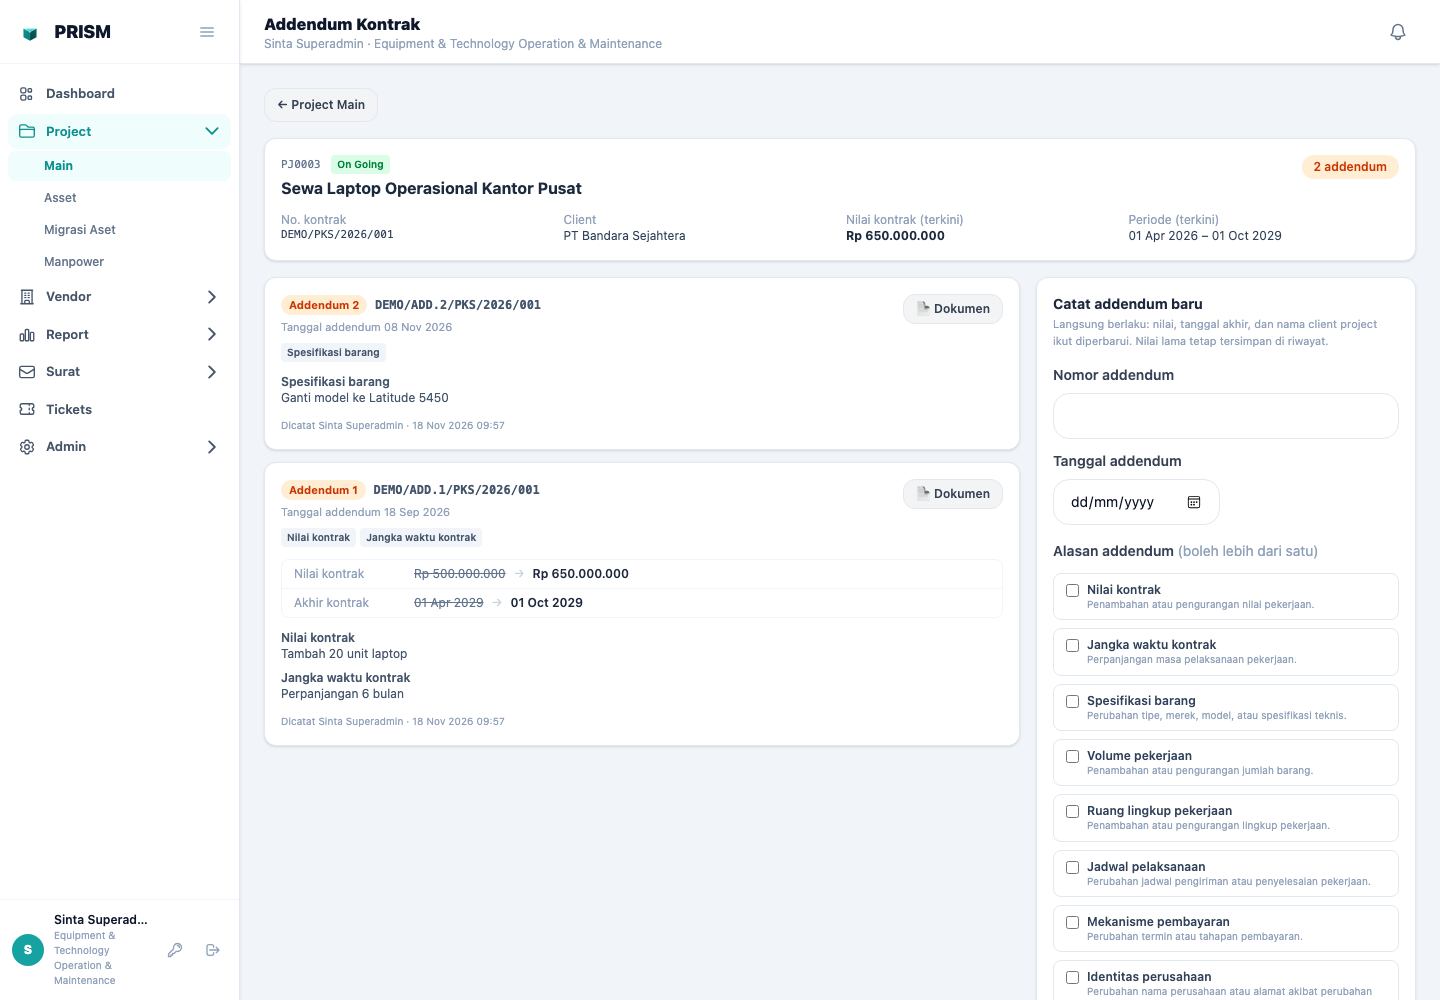 PRISM
Dashboard
Project
Main
Asset
Migrasi Aset
Manpower
Vendor
Report
Surat
Tickets
Admin
Sinta Superad...
Equipment &
Technology
Operation &
Maintenance
S
Addendum Kontrak
Sinta Superadmin · Equipment & Technology Operation & Maintenance
← Project Main
PJ0003 On Going
2 addendum
Sewa Laptop Operasional Kantor Pusat
No. kontrak
DEMO/PKS/2026/001
Client
PT Bandara Sejahtera
Nilai kontrak (terkini)
Rp 650.000.000
Periode (terkini)
01 Apr 2026 – 01 Oct 2029
Addendum 2 DEMO/ADD.2/PKS/2026/001
Dokumen
Tanggal addendum 08 Nov 2026
Spesifikasi barang
Spesifikasi barang
Ganti model ke Latitude 5450
Dicatat Sinta Superadmin · 18 Nov 2026 09:57
Addendum 1 DEMO/ADD.1/PKS/2026/001
Dokumen
Tanggal addendum 18 Sep 2026
Nilai kontrak Jangka waktu kontrak
Nilai kontrak Rp 500.000.000 → Rp 650.000.000
Akhir kontrak 01 Apr 2029 → 01 Oct 2029
Nilai kontrak
Tambah 20 unit laptop
Jangka waktu kontrak
Perpanjangan 6 bulan
Dicatat Sinta Superadmin · 18 Nov 2026 09:57
Catat addendum baru
Langsung berlaku: nilai, tanggal akhir, dan nama client project
ikut diperbarui. Nilai lama tetap tersimpan di riwayat.
Nomor addendum
Tanggal addendum
dd/mm/yyyy
Alasan addendum (boleh lebih dari satu)
Nilai kontrak
Penambahan atau pengurangan nilai pekerjaan.
Jangka waktu kontrak
Perpanjangan masa pelaksanaan pekerjaan.
Spesifikasi barang
Perubahan tipe, merek, model, atau spesifikasi teknis.
Volume pekerjaan
Penambahan atau pengurangan jumlah barang.
Ruang lingkup pekerjaan
Penambahan atau pengurangan lingkup pekerjaan.
Jadwal pelaksanaan
Perubahan jadwal pengiriman atau penyelesaian pekerjaan.
Mekanisme pembayaran
Perubahan termin atau tahapan pembayaran.
Identitas perusahaan
Perubahan nama perusahaan atau alamat akibat perubahan